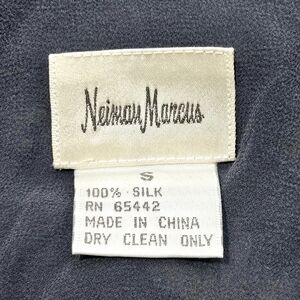 Neiman Marcus
S
100% SILK
RN 65442
MADE IN CHINA
DRY CLEAN ONLY